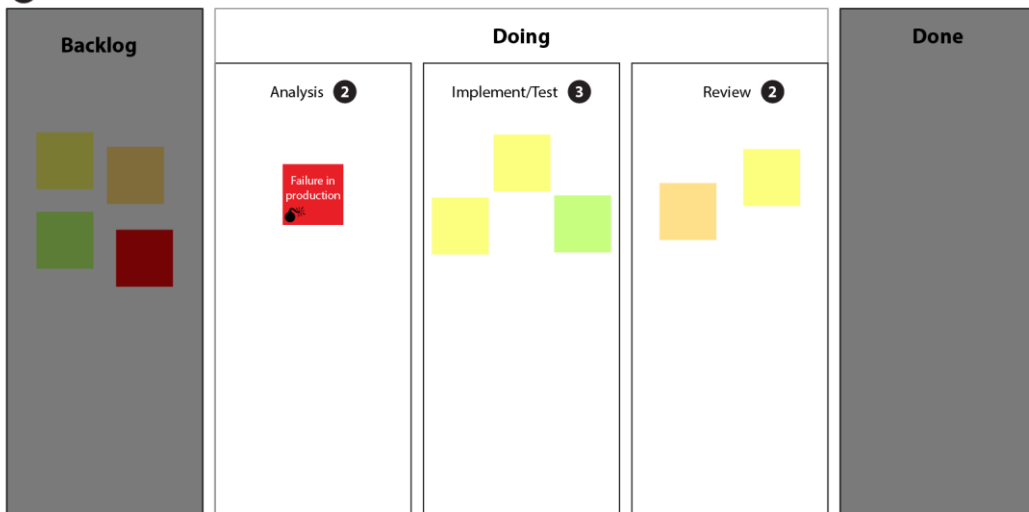 Backlog
Doing
Done
Analysis 2
Implement/Test 3
Review 2
Failure in
production